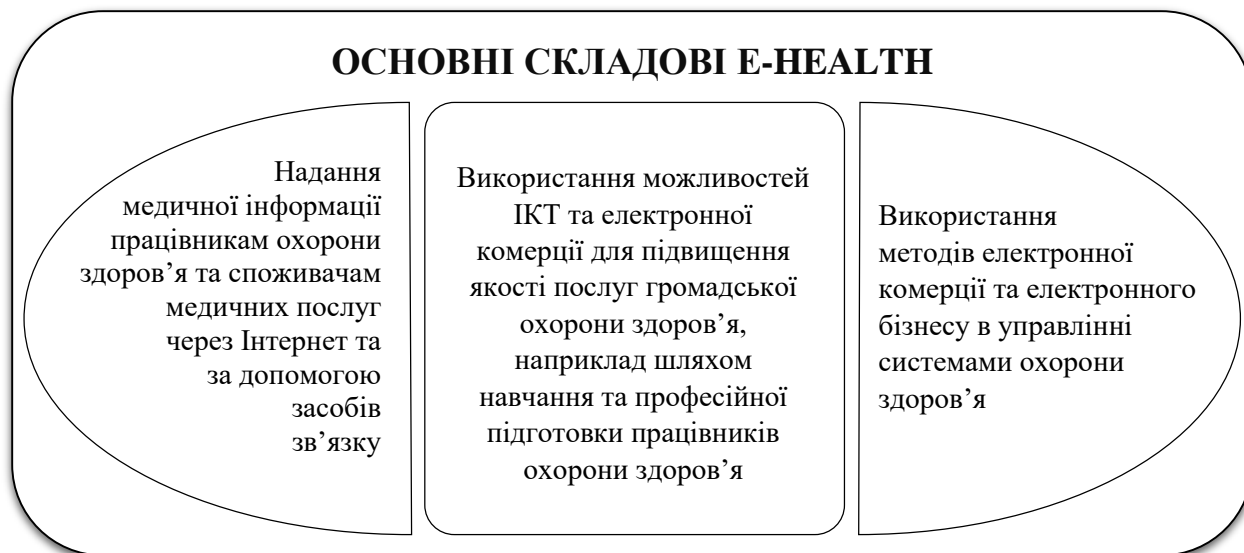 ОСНОВНІ СКЛАДОВІ E-HEALTH
Надання
медичної інформації
працівникам охорони
здоров’я та споживачам
медичних послуг
через Інтернет та
за допомогою
засобів
зв’язку
Використання можливостей
ІКТ та електронної
комерції для підвищення
якості послуг громадської
охорони здоров’я,
наприклад шляхом
навчання та професійної
підготовки працівників
охорони здоров’я
Використання
методів електронної
комерції та електронного
бізнесу в управлінні
системами охорони
здоров’я